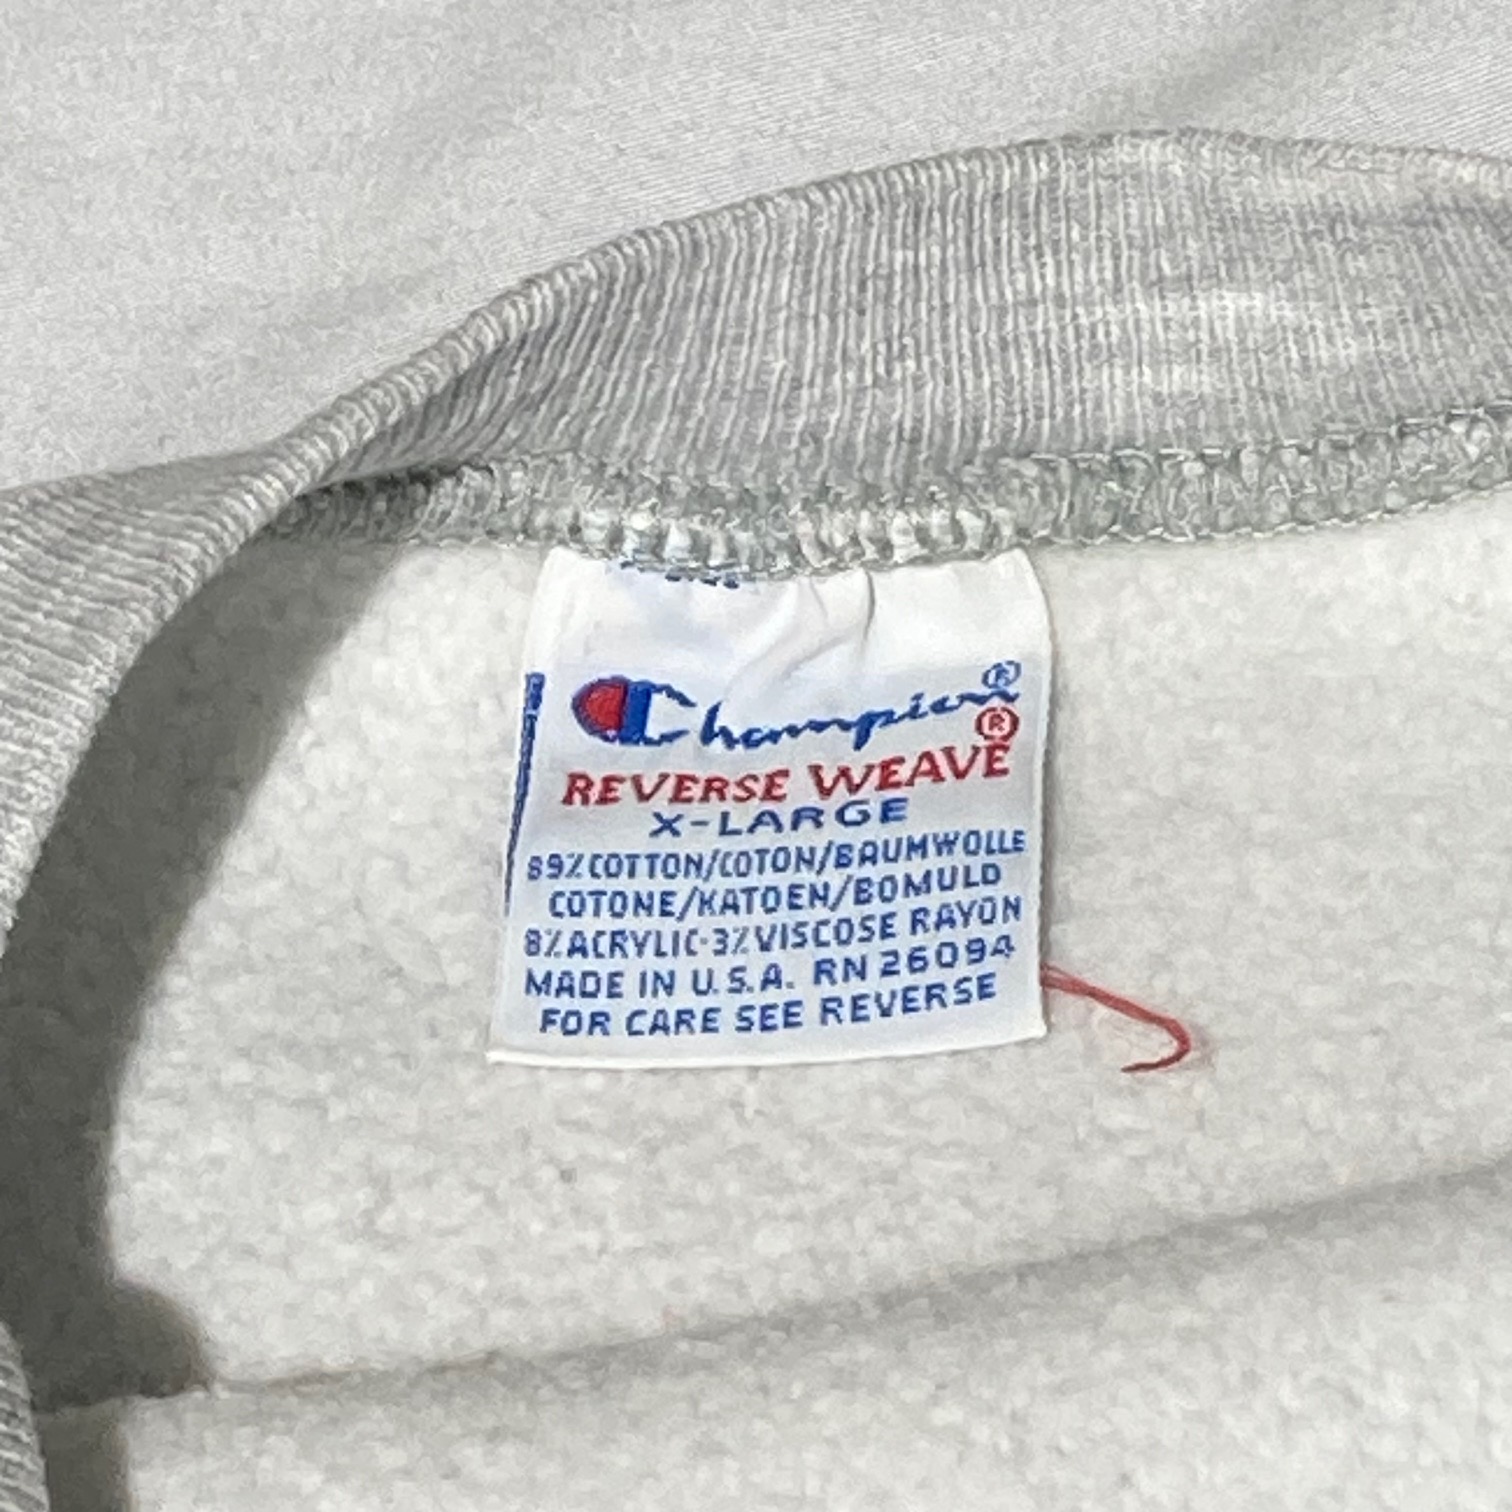 Champion®
REVERSE WEAVE®
X-LARGE
89% COTTON/COTON/BAUMWOLLE
COTONE/KATOEN/BOMULD
8% ACRYLIC·3% VISCOSE RAYON
MADE IN U.S.A. RN 26094
FOR CARE SEE REVERSE